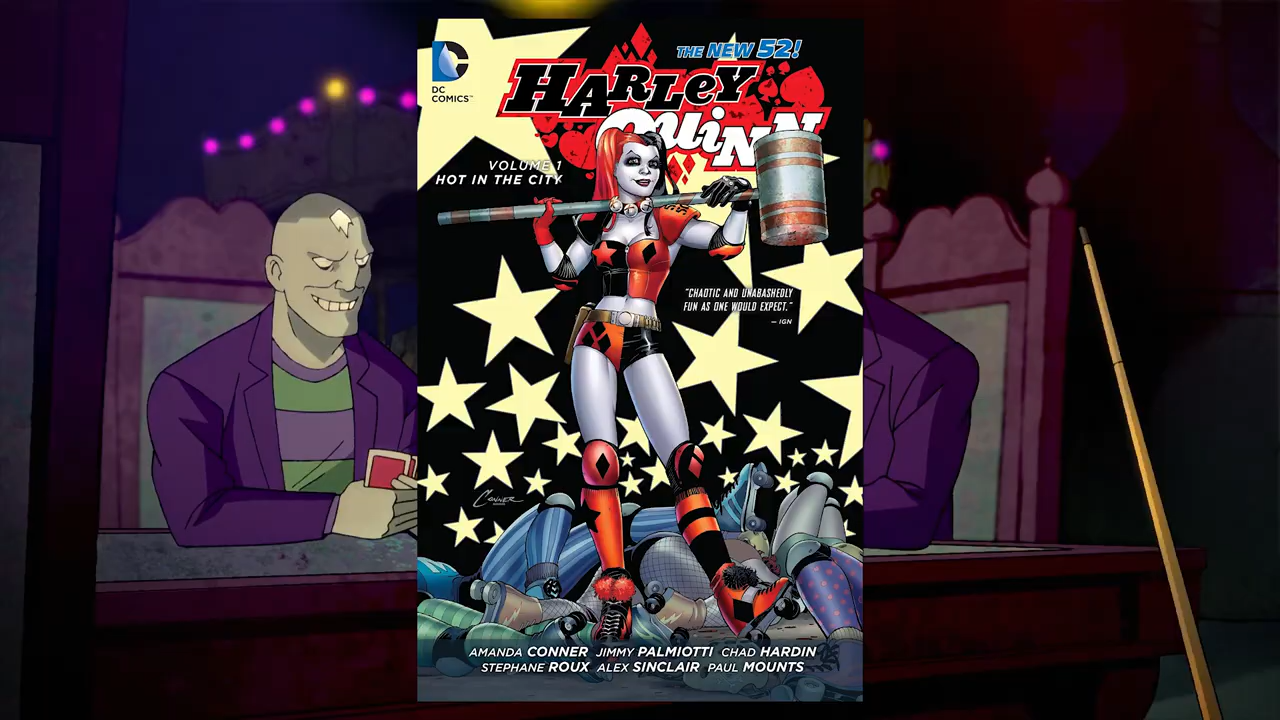 THE NEW 52!
DC
COMICS™
HARLEY
QUINN
VOLUME 1
HOT IN THE CITY
"CHAOTIC AND UNABASHEDLY
FUN AS ONE WOULD EXPECT."
— IGN
CONNER
AMANDA CONNER JIMMY PALMIOTTI CHAD HARDIN
STEPHANE ROUX ALEX SINCLAIR PAUL MOUNTS